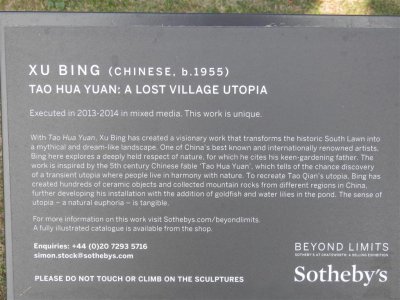 XU BING (CHINESE, b.1955)
TAO HUA YUAN: A LOST VILLAGE UTOPIA
Executed in 2013-2014 in mixed media. This work is unique.
With Tao Hua Yuan, Xu Bing has created a visionary work that transforms the historic South Lawn into
a mythical and dream-like landscape. One of China's best known and internationally renowned artists,
Bing here explores a deeply held respect of nature, for which he cites his keen-gardening father. The
work is inspired by the 5th century Chinese fable 'Tao Hua Yuan', which tells of the chance discovery
of a transient utopia where people live in harmony with nature. To recreate Tao Qian's utopia, Bing has
created hundreds of ceramic objects and collected mountain rocks from different regions in China,
further developing his installation with the addition of goldfish and water lilies in the pond. The sense of
utopia – a natural euphoria – is tangible.
For more information on this work visit Sothebys.com/beyondlimits.
A fully illustrated catalogue is available from the shop.
Enquiries: +44 (0)20 7293 5716
simon.stock@sothebys.com
BEYOND LIMITS
SOTHEBY'S AT CHATSWORTH: A SELLING EXHIBITION
PLEASE DO NOT TOUCH OR CLIMB ON THE SCULPTURES
Sotheby's